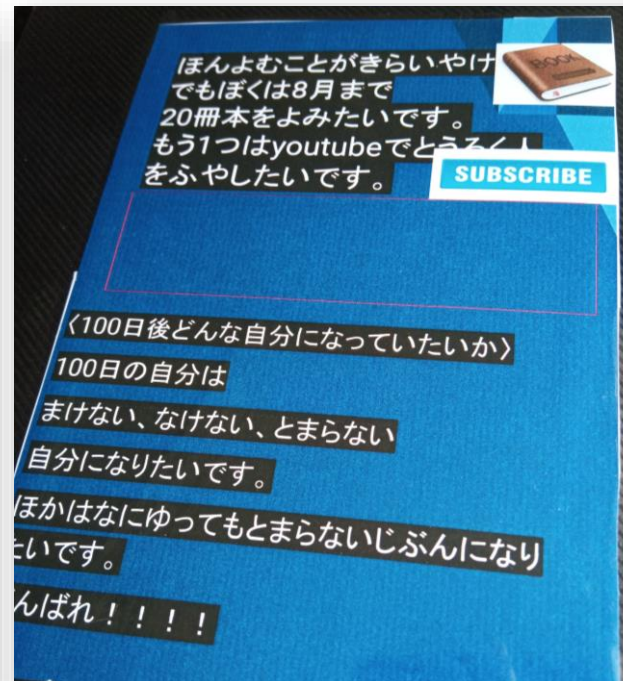 ほんよむことがきらいやけ
BOOK
でもぼくは8月まで
20冊本をよみたいです。
もう1つはyoutubeでとうろく人
をふやしたいです。
SUBSCRIBE
〈100日後どんな自分になっていたいか〉
100日の自分は
まけない、なけない、とまらない
自分になりたいです。
ほかはなにゆってもとまらないじぶんになり
たいです。
んばれ！！！！